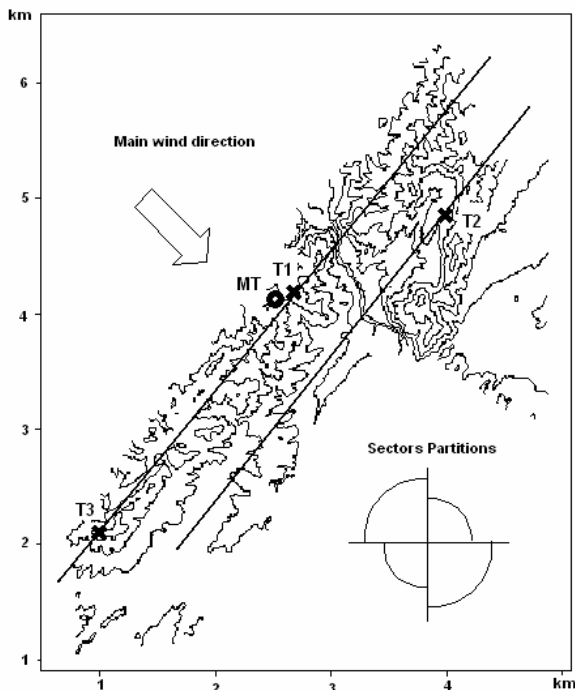 km
6
Main wind direction
5
T2
T1
MT
4
3
Sectors Partitions
T3
2
1
1
2
3
4
km